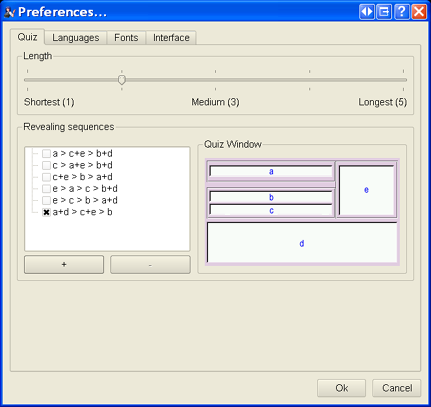 Preferences...
Quiz Languages Fonts Interface
Length
Shortest (1) Medium (3) Longest (5)
Revealing sequences
a > c+e > b+d
c > a+e > b+d
c+e > b > a+d
e > a > c > b+d
e > c > b > a+d
a+d > c+e > b
+ -
Quiz Window
a
b
c
e
d
Ok Cancel